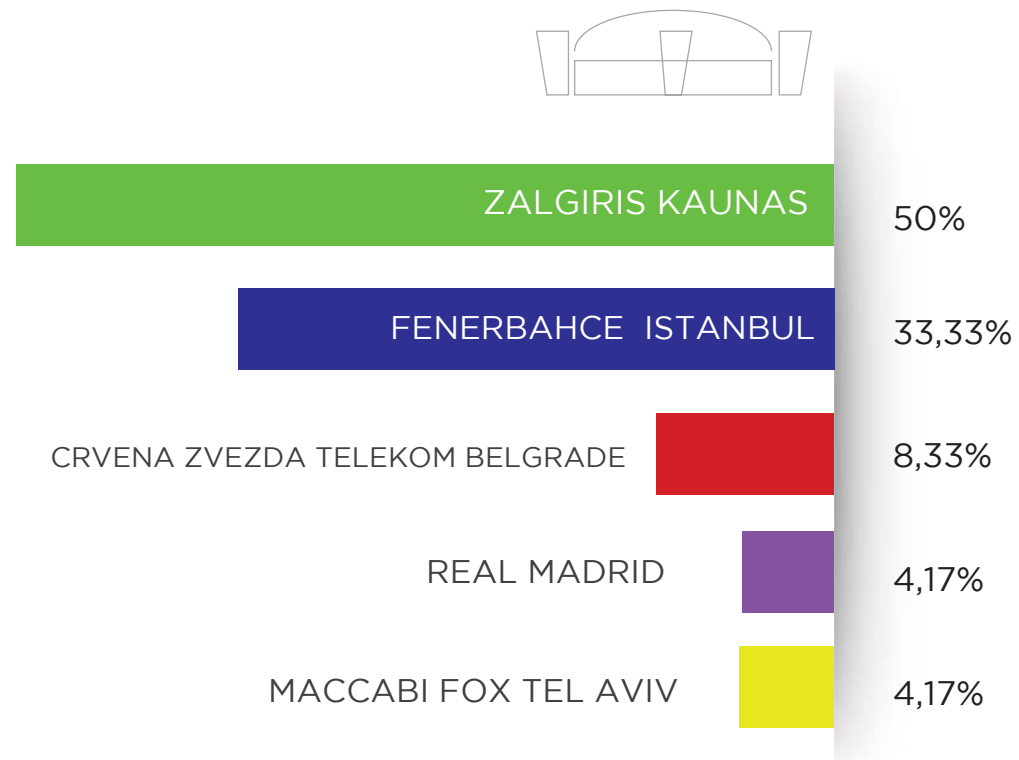 ZALGIRIS KAUNAS 50%
FENERBAHCE ISTANBUL 33,33%
CRVENA ZVEZDA TELEKOM BELGRADE 8,33%
REAL MADRID 4,17%
MACCABI FOX TEL AVIV 4,17%